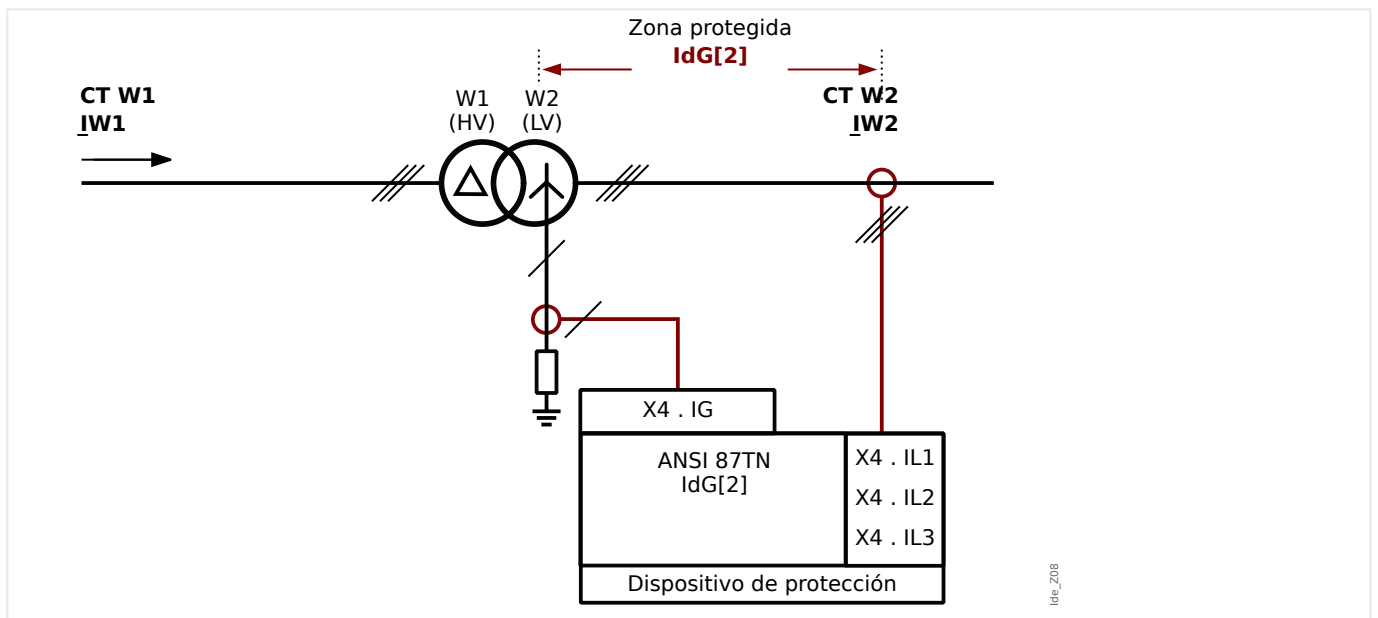 Zona protegida
IdG[2]
CT W1
IW1
W1
(HV)
W2
(LV)
CT W2
IW2
X4 . IG
ANSI 87TN
IdG[2]
X4 . IL1
X4 . IL2
X4 . IL3
Dispositivo de protección
Ide_Z08